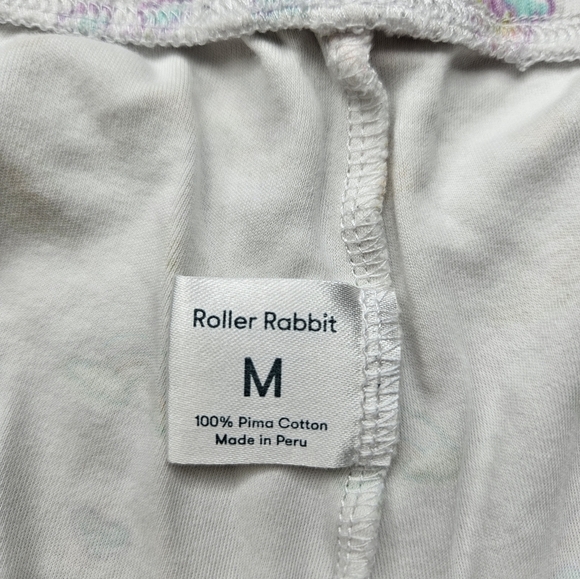 Roller Rabbit
M
100% Pima Cotton
Made in Peru